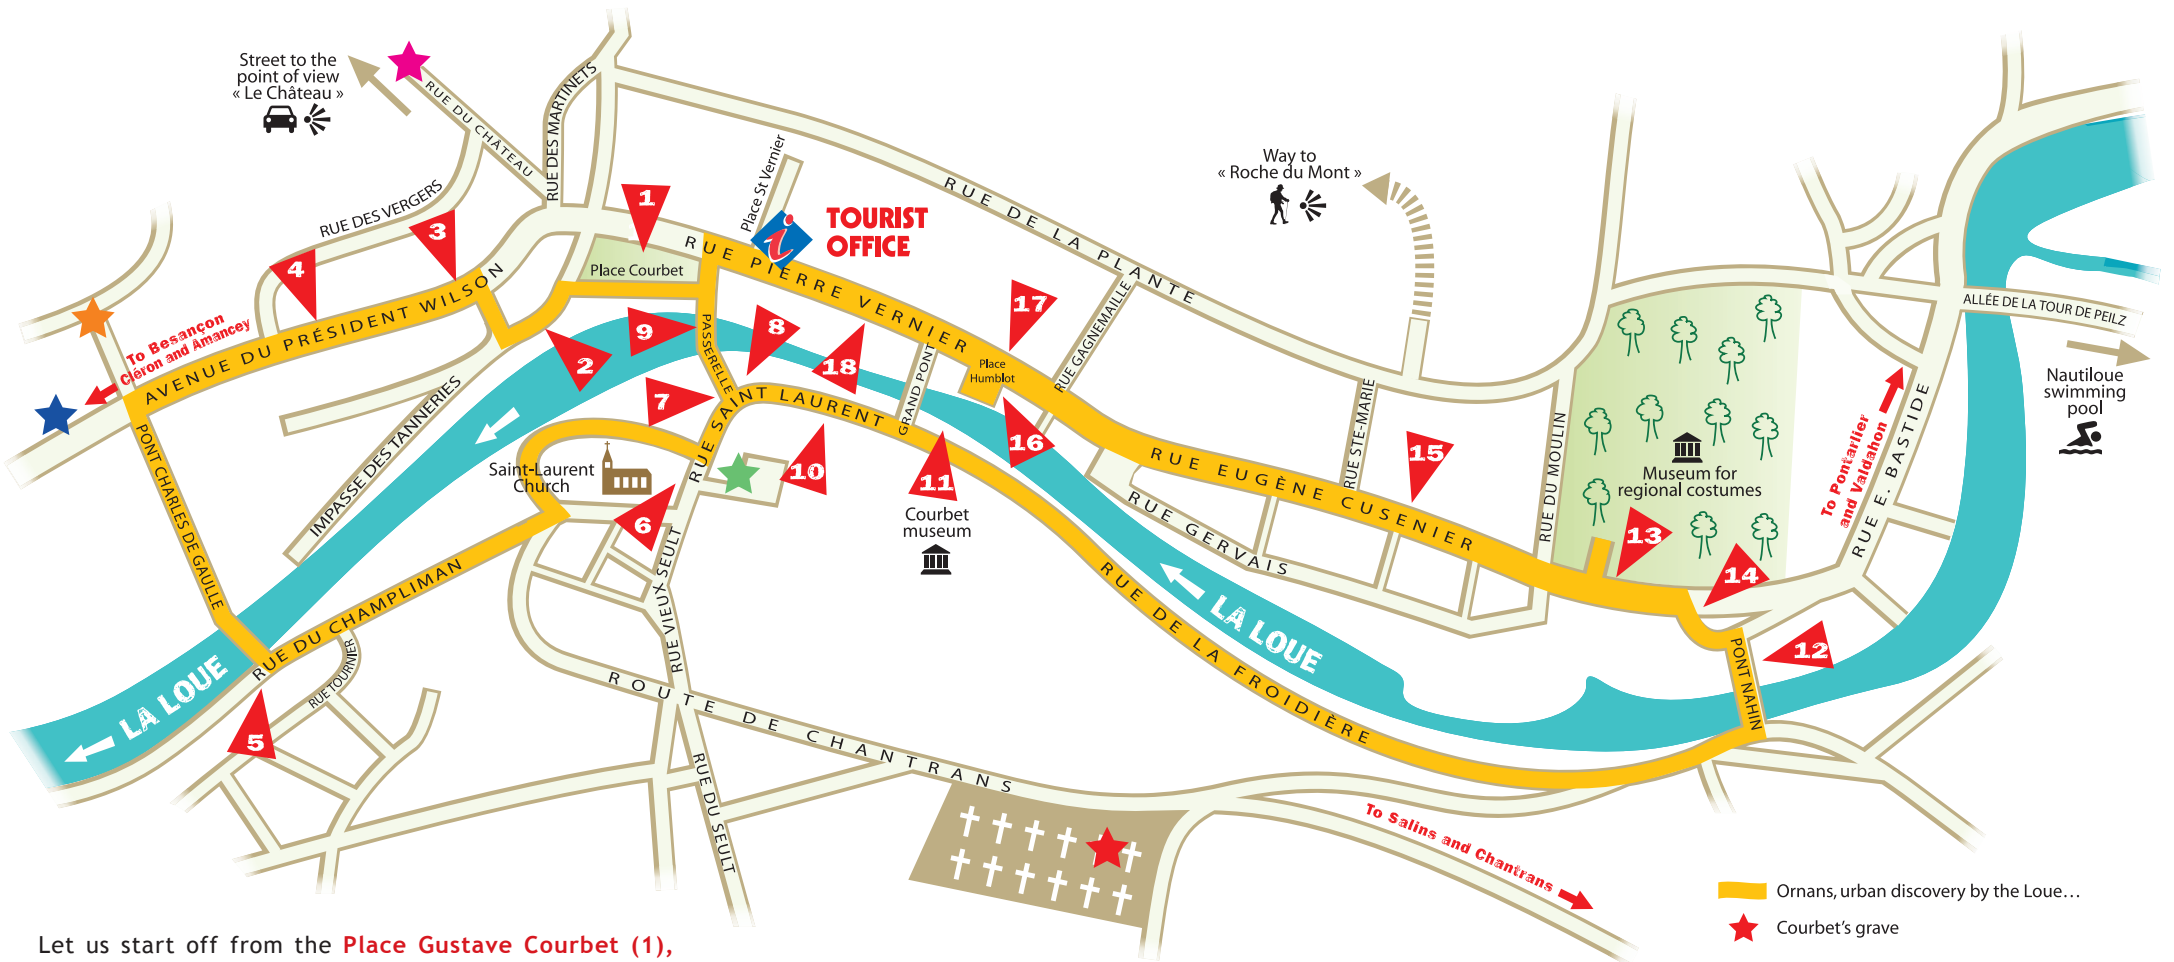 Street to the
point of view
« Le Château »
RUE DU CHÂTEAU
RUE DES MARTINETS
RUE DES VERGERS
Place St Vernier
TOURIST
OFFICE
i
RUE DE LA PLANTE
Way to
« Roche du Mont »
1
3
4
Place Courbet
RUE PIERRE VERNIER
To Besançon
Cléron and Amancey
AVENUE DU PRÉSIDENT WILSON
2
9
PASSERELLE
8
18
17
GRAND PONT
Place
Humblot
RUE GAGNEMAILLE
7
RUE SAINT LAURENT
16
RUE STE-MARIE
15
RUE DU MOULIN
ALLÉE DE LA TOUR DE PEILZ
Nautiloue
swimming
pool
To Pontarlier
and Valdahon
RUE E. BASTIDE
Museum for
regional costumes
PONT CHARLES DE GAULLE
IMPASSE DES TANNERIES
Saint-Laurent
Church
6
10
11
Courbet
museum
RUE EUGÈNE CUSENIER
RUE GERVAIS
13
14
12
PONT NAHIN
RUE VIEUX SEULT
RUE DU CHAMPLIMAN
RUE TOURNIER
LA LOUE
5
LA LOUE
RUE DE LA FROIDIÈRE
ROUTE DE CHANTRANS
RUE DU SEULT
To Salins and Chantrans
Ornans, urban discovery by the Loue...
Courbet's grave
Let us start off from the Place Gustave Courbet (1),